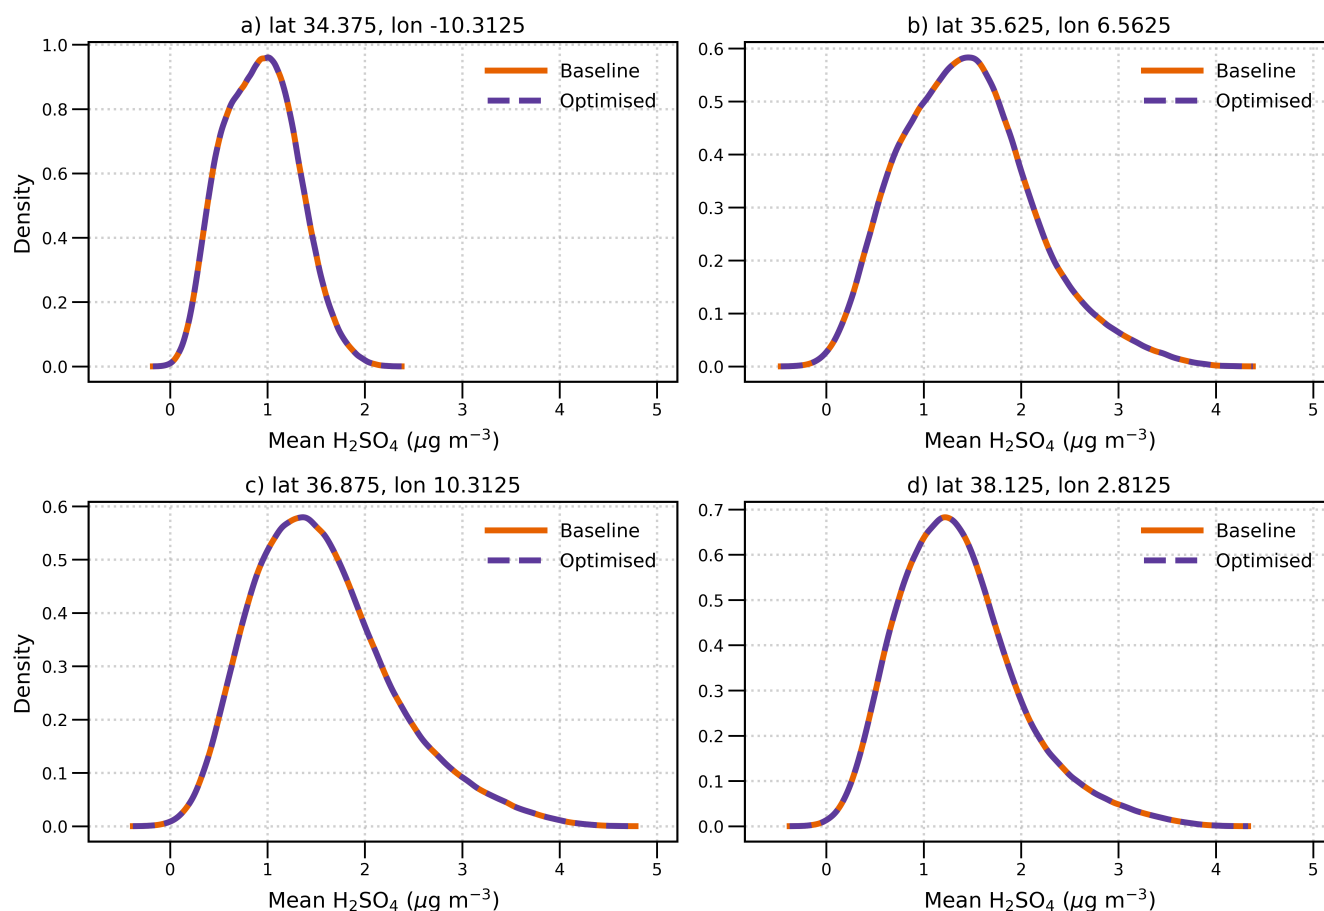 a) lat 34.375, lon -10.3125
1.0
0.8
0.6
0.4
0.2
0.0
Density
Baseline
Optimised
0 1 2 3 4 5
Mean H₂SO₄ (μg m⁻³)
b) lat 35.625, lon 6.5625
0.6
0.5
0.4
0.3
0.2
0.1
0.0
Baseline
Optimised
0 1 2 3 4 5
Mean H₂SO₄ (μg m⁻³)
c) lat 36.875, lon 10.3125
0.6
0.5
0.4
0.3
0.2
0.1
0.0
Density
Baseline
Optimised
0 1 2 3 4 5
Mean H₂SO₄ (μg m⁻³)
d) lat 38.125, lon 2.8125
0.7
0.6
0.5
0.4
0.3
0.2
0.1
0.0
Baseline
Optimised
0 1 2 3 4 5
Mean H₂SO₄ (μg m⁻³)